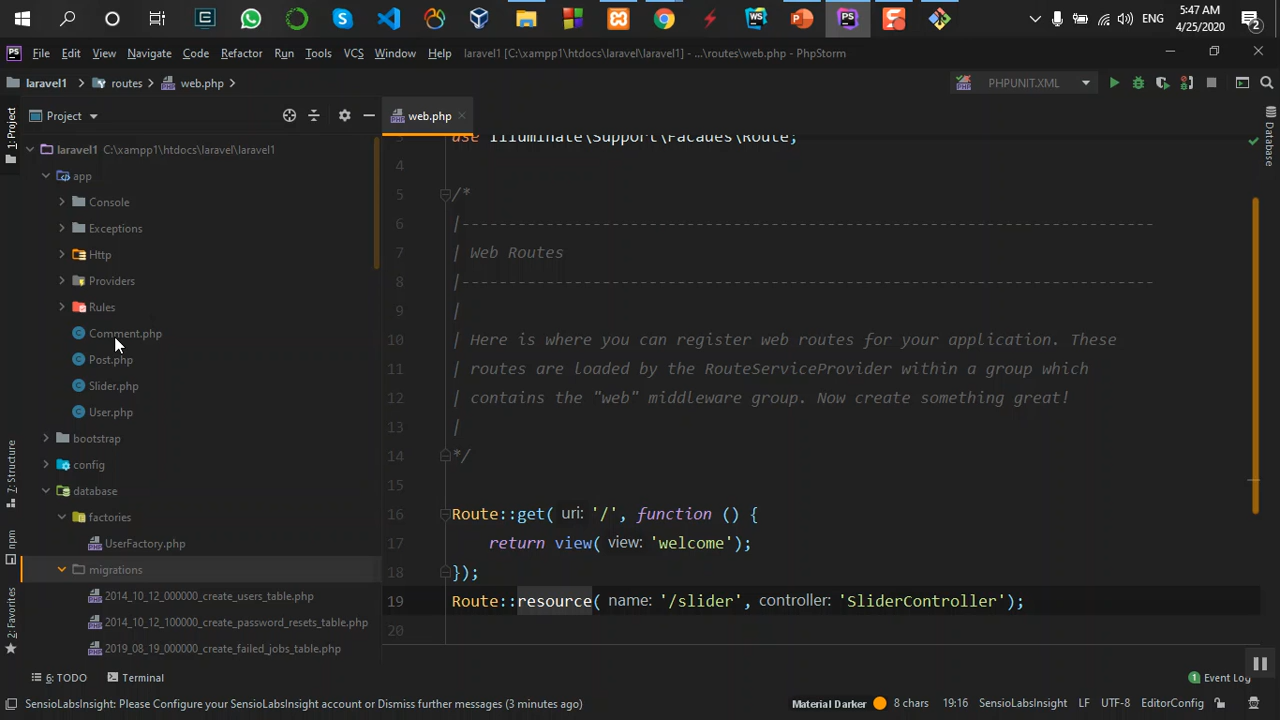 ENG
5:47 AM
4/25/2020
2
PS
File Edit View Navigate Code Refactor Run Tools VCS Window Help laravel1 [C:\xampp1\htdocs\laravel\laravel1] - ...\routes\web.php - PhpStorm
laravel1 routes web.php
PHPUNIT.XML
Project
web.php
1: Project
Database
laravel1 C:\xampp1\htdocs\laravel\laravel1
app
Console
Exceptions
Http
Providers
Rules
Comment.php
Post.php
Slider.php
User.php
bootstrap
config
database
factories
UserFactory.php
migrations
2014_10_12_000000_create_users_table.php
2014_10_12_100000_create_password_resets_table.php
2019_08_19_000000_create_failed_jobs_table.php
7: Structure
npm
2: Favorites
3 use Illuminate\Support\Facades\Route;
4
5 /*
6 |--------------------------------------------------------------------------
7 | Web Routes
8 |--------------------------------------------------------------------------
9 |
10 | Here is where you can register web routes for your application. These
11 | routes are loaded by the RouteServiceProvider within a group which
12 | contains the "web" middleware group. Now create something great!
13 |
14 */
15
16 Route::get( uri: '/', function () {
17 return view( view: 'welcome');
18 });
19 Route::resource( name: '/slider', controller: 'SliderController');
20
6: TODO Terminal
1 Event Log
SensioLabsInsight: Please Configure your SensioLabsInsight account or Dismiss further messages (3 minutes ago)
Material Darker 8 chars 19:16 SensioLabsInsight LF UTF-8 EditorConfig